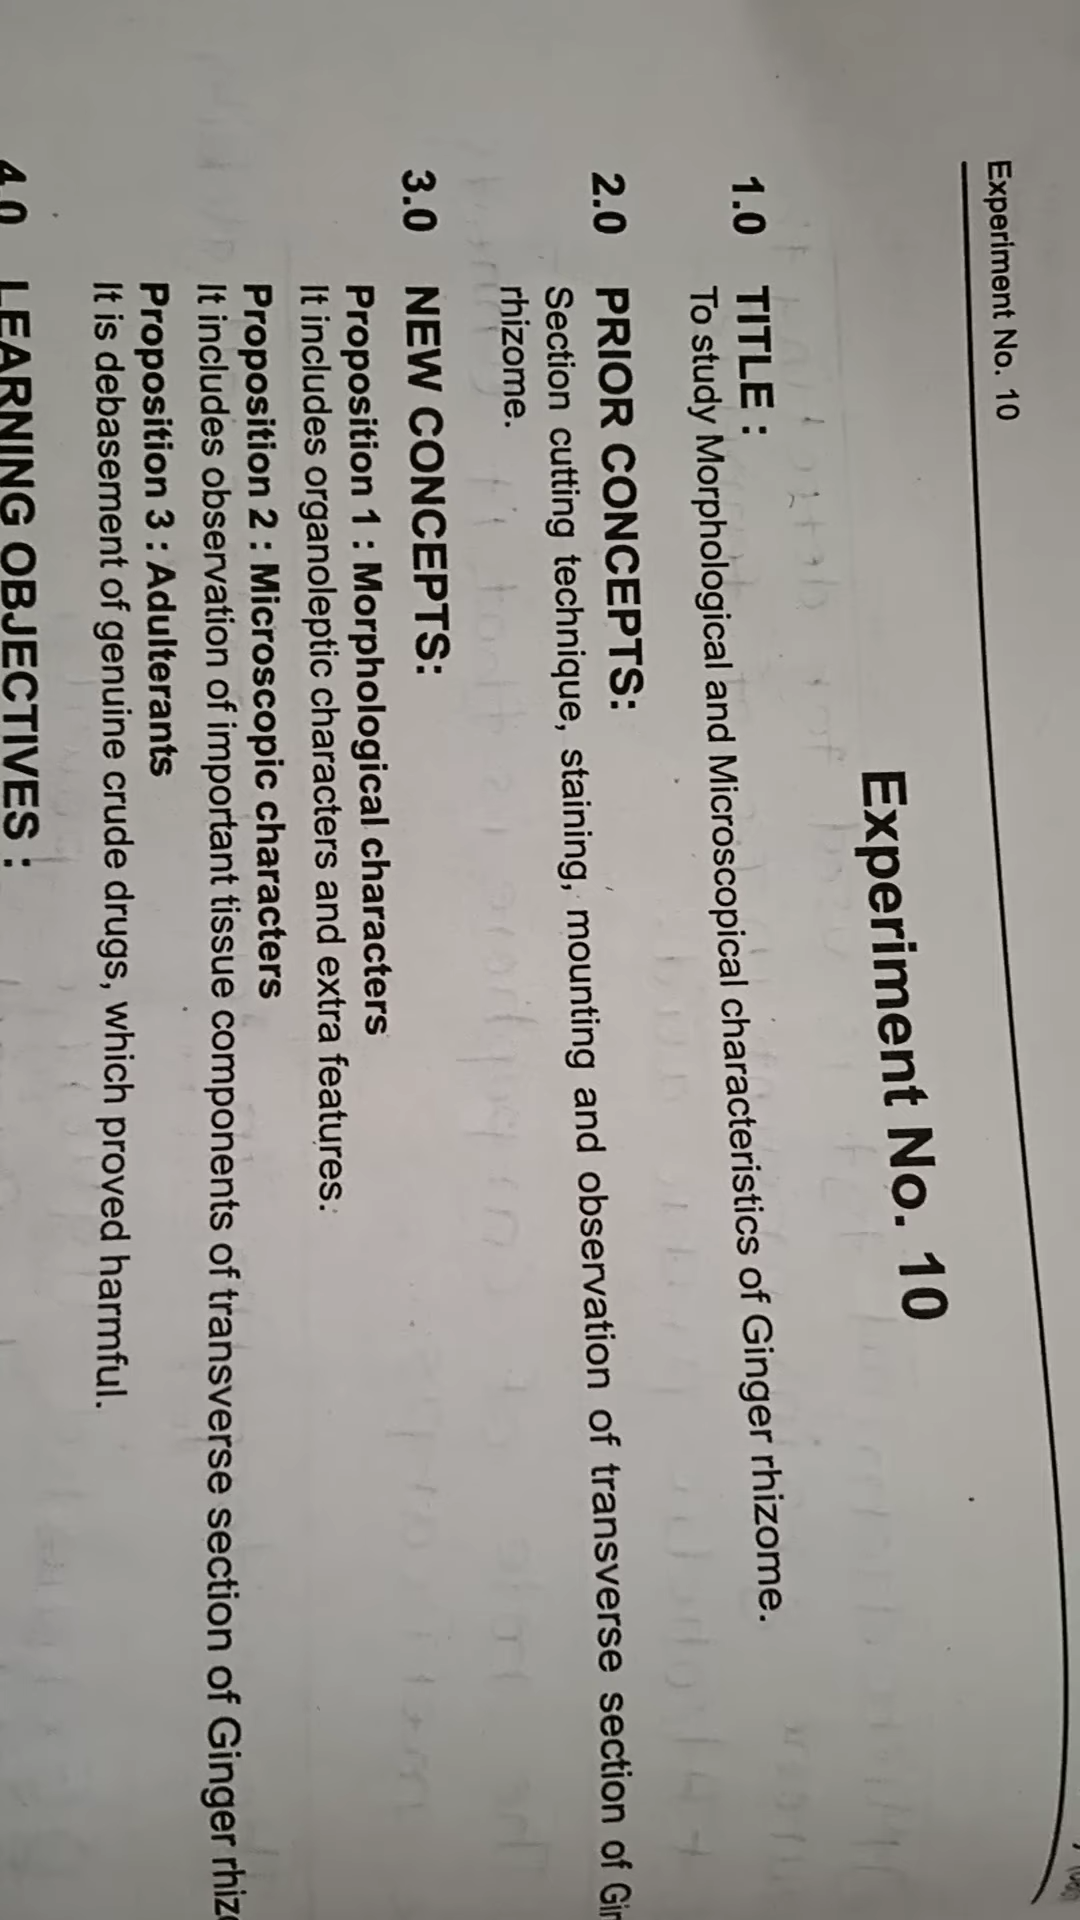 Experiment No. 10
Experiment No. 10
1.0 TITLE :
To study Morphological and Microscopical characteristics of Ginger rhizome.
2.0 PRIOR CONCEPTS:
Section cutting technique, staining, mounting and observation of transverse section of
rhizome.
3.0 NEW CONCEPTS:
Proposition 1 : Morphological characters
It includes organoleptic characters and extra features.
Proposition 2 : Microscopic characters
It includes observation of important tissue components of transverse section of Ginger
Proposition 3 : Adulterants
It is debasement of genuine crude drugs, which proved harmful.
4.0 LEARNING OBJECTIVES :